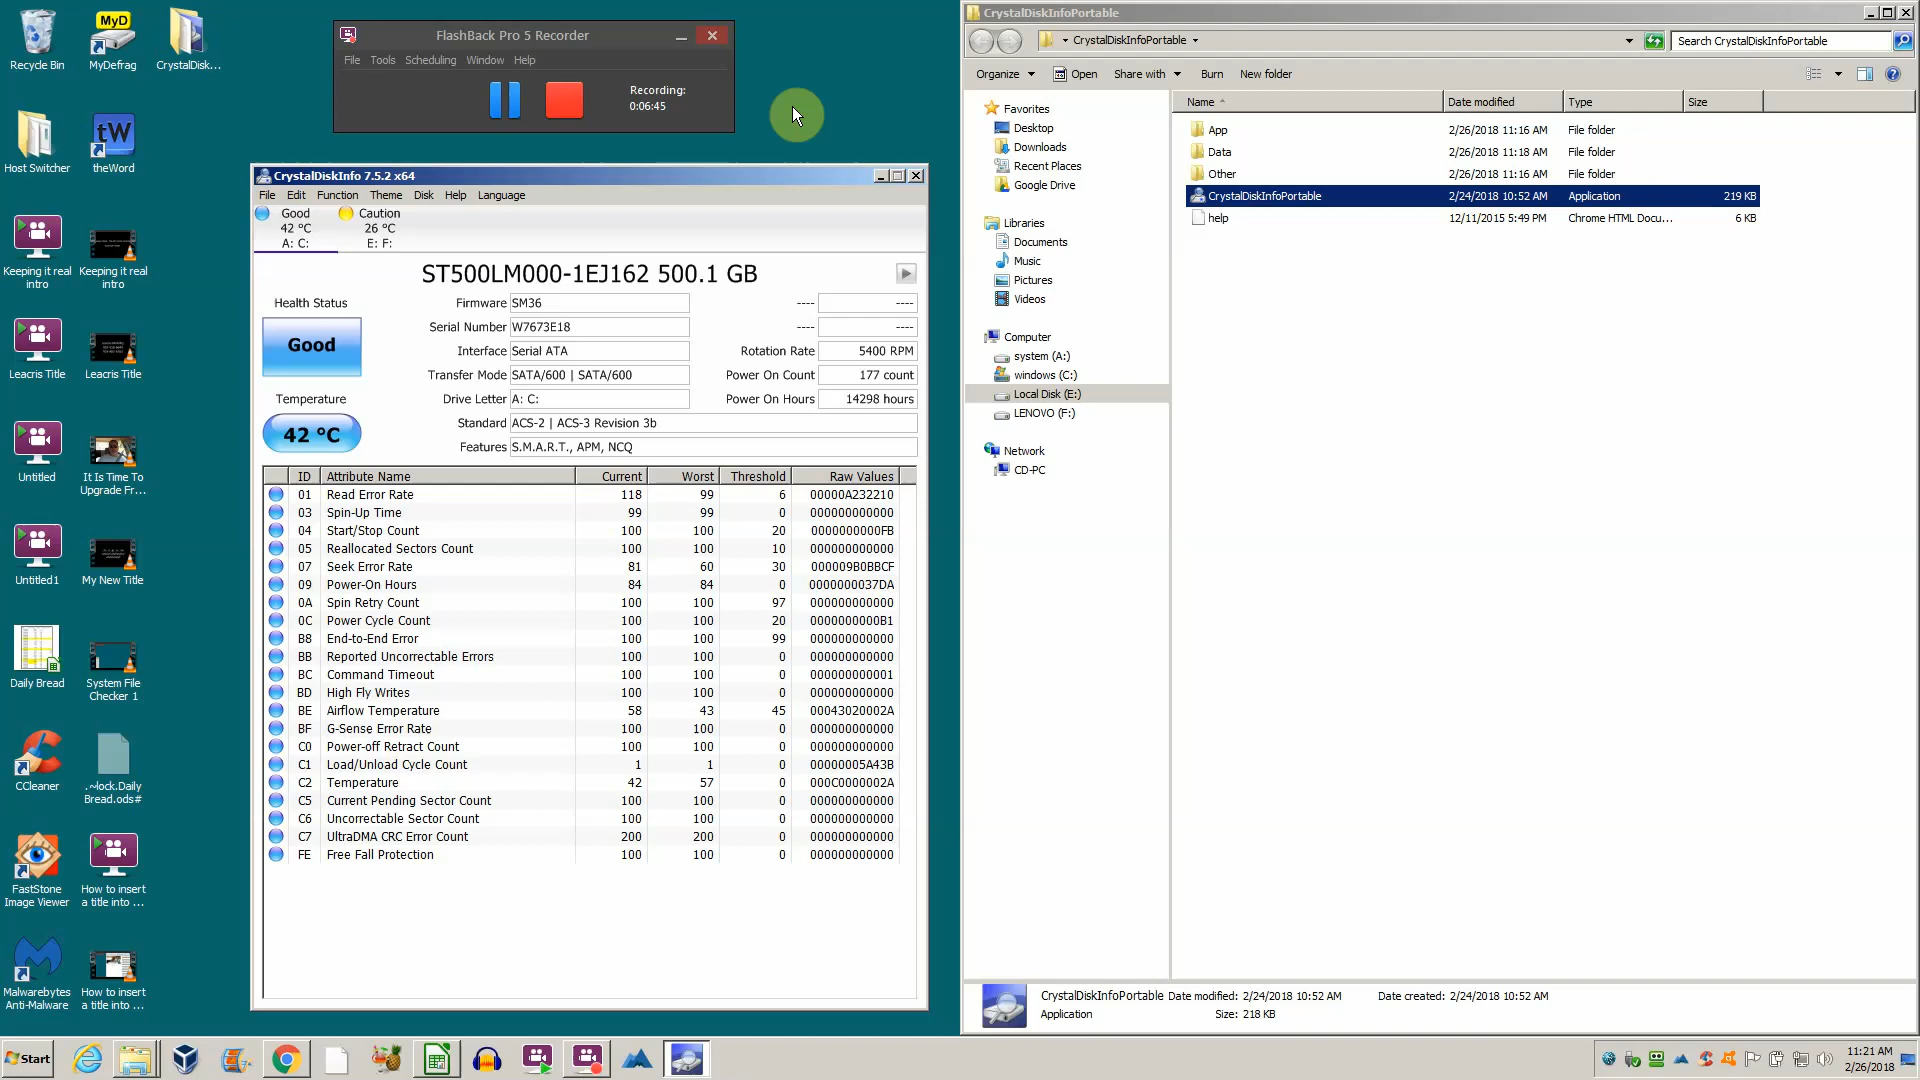 Recycle Bin
MyDefrag
CrystalDisk...
Host Switcher
theWord
Keeping it real intro
Keeping it real intro
Leacris Title
Leacris Title
Untitled
It Is Time To Upgrade Fr...
Untitled1
My New Title
Daily Bread
System File Checker 1
CCleaner
.~lock.Daily Bread.ods#
FastStone Image Viewer
How to insert a title into ...
Malwarebytes Anti-Malware
How to insert a title into ...
FlashBack Pro 5 Recorder
File Tools Scheduling Window Help
Recording:
0:06:45
CrystalDiskInfo 7.5.2 x64
File Edit Function Theme Disk Help Language
Good Caution
42 °C 26 °C
A: C: E: F:
ST500LM000-1EJ162 500.1 GB
Health Status
Good
Temperature
42 °C
Firmware SM36 ---- ----
Serial Number W7673E18 ---- ----
Interface Serial ATA Rotation Rate 5400 RPM
Transfer Mode SATA/600 | SATA/600 Power On Count 177 count
Drive Letter A: C: Power On Hours 14298 hours
Standard ACS-2 | ACS-3 Revision 3b
Features S.M.A.R.T., APM, NCQ
ID Attribute Name Current Worst Threshold Raw Values
01 Read Error Rate 118 99 6 00000A232210
03 Spin-Up Time 99 99 0 000000000000
04 Start/Stop Count 100 100 20 0000000000FB
05 Reallocated Sectors Count 100 100 10 000000000000
07 Seek Error Rate 81 60 30 000009B0BBCF
09 Power-On Hours 84 84 0 0000000037DA
0A Spin Retry Count 100 100 97 000000000000
0C Power Cycle Count 100 100 20 0000000000B1
B8 End-to-End Error 100 100 99 000000000000
BB Reported Uncorrectable Errors 100 100 0 000000000000
BC Command Timeout 100 100 0 000000000001
BD High Fly Writes 100 100 0 000000000000
BE Airflow Temperature 58 43 45 00043020002A
BF G-Sense Error Rate 100 100 0 000000000000
C0 Power-off Retract Count 100 100 0 000000000000
C1 Load/Unload Cycle Count 1 1 0 00000005A43B
C2 Temperature 42 57 0 000C0000002A
C5 Current Pending Sector Count 100 100 0 000000000000
C6 Uncorrectable Sector Count 100 100 0 000000000000
C7 UltraDMA CRC Error Count 200 200 0 000000000000
FE Free Fall Protection 100 100 0 000000000000
CrystalDiskInfoPortable
CrystalDiskInfoPortable
Search CrystalDiskInfoPortable
Organize Open Share with Burn New folder
Favorites
Desktop
Downloads
Recent Places
Google Drive
Libraries
Documents
Music
Pictures
Videos
Computer
system (A:)
windows (C:)
Local Disk (E:)
LENOVO (F:)
Network
CD-PC
Name Date modified Type Size
App 2/26/2018 11:16 AM File folder
Data 2/26/2018 11:18 AM File folder
Other 2/26/2018 11:16 AM File folder
CrystalDiskInfoPortable 2/24/2018 10:52 AM Application 219 KB
help 12/11/2015 5:49 PM Chrome HTML Docu... 6 KB
CrystalDiskInfoPortable Date modified: 2/24/2018 10:52 AM Date created: 2/24/2018 10:52 AM
Application Size: 218 KB
Start
11:21 AM
2/26/2018